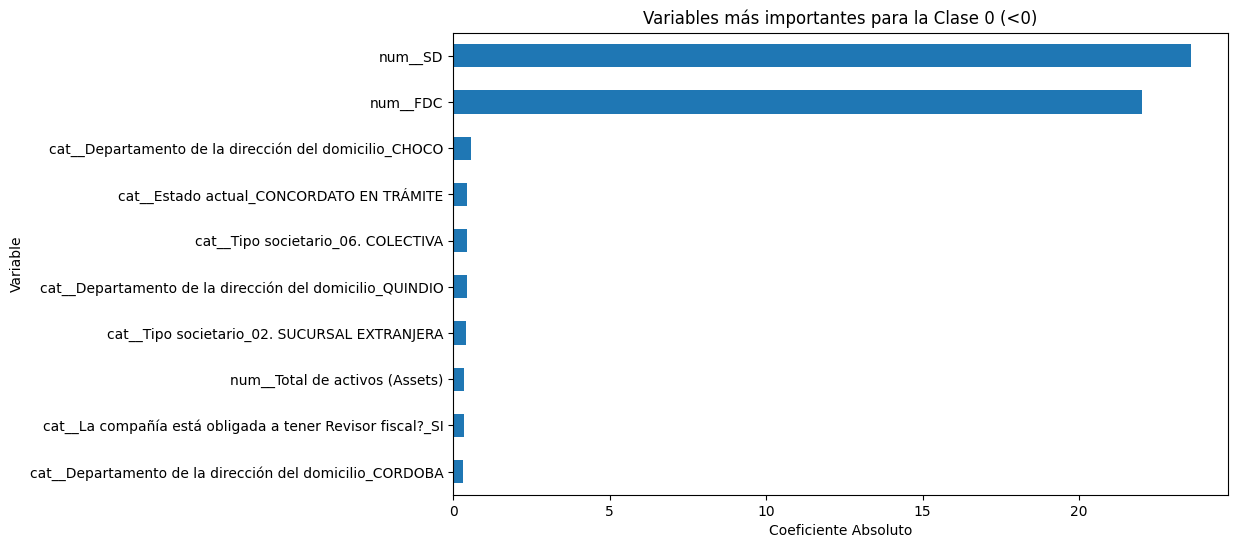 Variables más importantes para la Clase 0 (<0)
num__SD
num__FDC
cat__Departamento de la dirección del domicilio_CHOCO
cat__Estado actual_CONCORDATO EN TRÁMITE
cat__Tipo societario_06. COLECTIVA
cat__Departamento de la dirección del domicilio_QUINDIO
cat__Tipo societario_02. SUCURSAL EXTRANJERA
num__Total de activos (Assets)
cat__La compañía está obligada a tener Revisor fiscal?_SI
cat__Departamento de la dirección del domicilio_CORDOBA
Variable
0 5 10 15 20
Coeficiente Absoluto